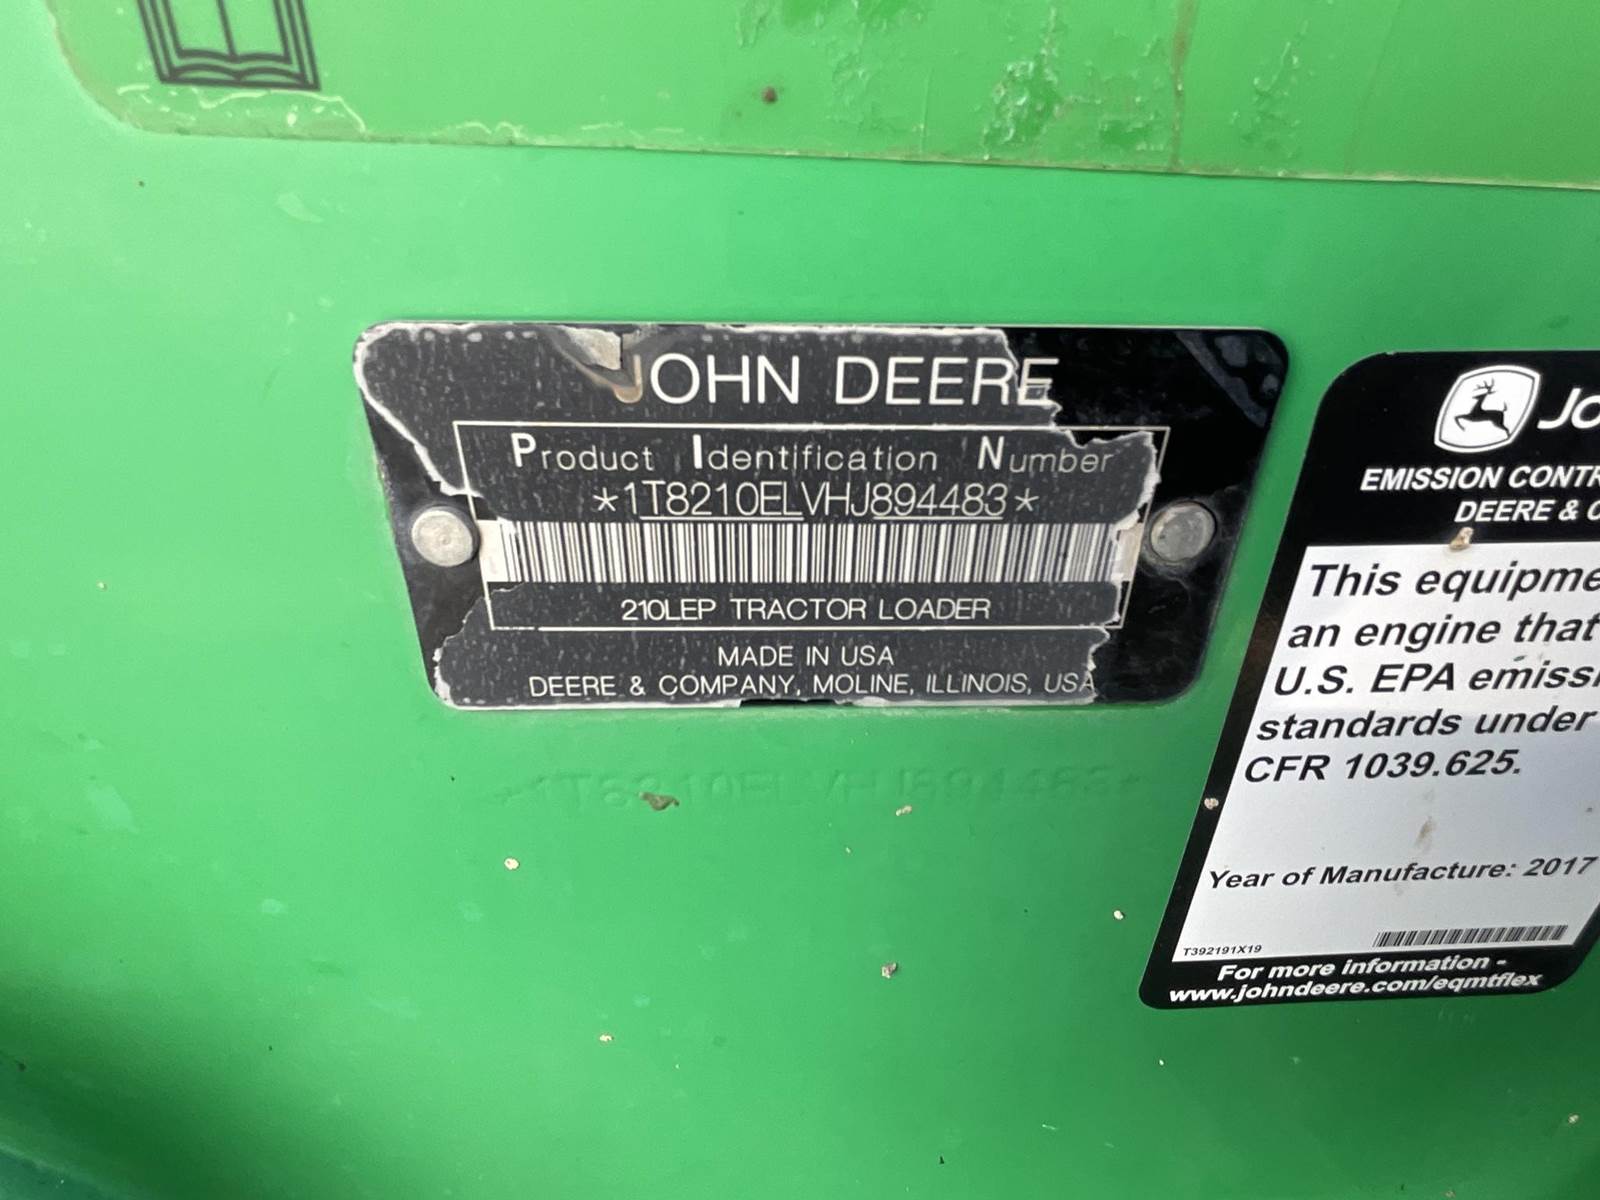 JOHN DEERE
Product Identification Number
*1T8210ELVHJ894483*
210LEP TRACTOR LOADER
MADE IN USA
DEERE & COMPANY, MOLINE, ILLINOIS, USA
*1T8210ELVHJ894483*
EMISSION CONTR
DEERE & C
This equipme
an engine that
U.S. EPA emissi
standards under
CFR 1039.625.
Year of Manufacture: 2017
T392191X19
For more information -
www.johndeere.com/eqmtflex